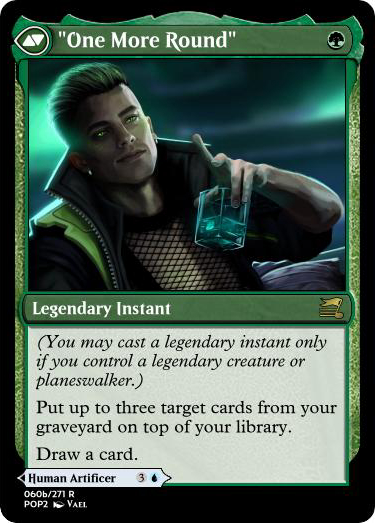 "One More Round"
Legendary Instant
(You may cast a legendary instant only
if you control a legendary creature or
planeswalker.)
Put up to three target cards from your
graveyard on top of your library.
Draw a card.
Human Artificer 3
060b/271 R
POP2 Vael